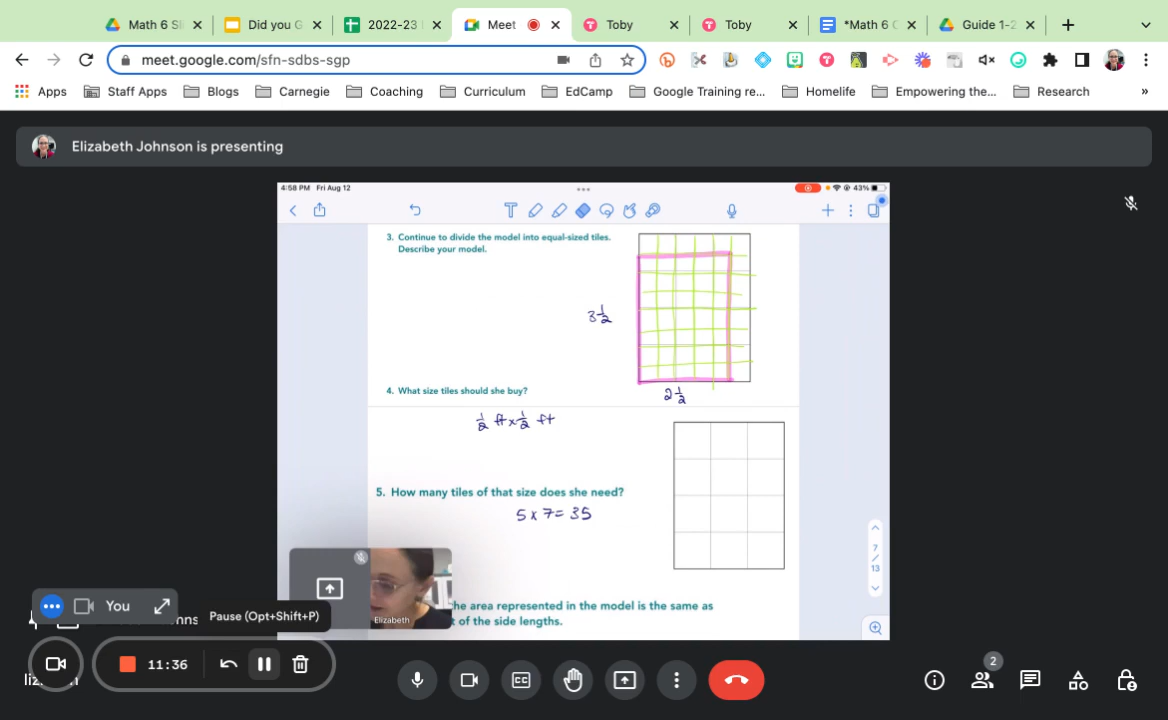 Math 6 Sl
Did you G
2022-23
Meet
Toby
Toby
*Math 6 C
Guide 1-2
meet.google.com/sfn-sdbs-sgp
Apps
Staff Apps
Blogs
Carnegie
Coaching
Curriculum
EdCamp
Google Training re...
Homelife
Empowering the...
Research
»
Elizabeth Johnson is presenting
4:58 PM Fri Aug 12
43%
3. Continue to divide the model into equal-sized tiles.
Describe your model.
3 1/2
2 1/2
4. What size tiles should she buy?
1/2 ft x 1/2 ft
5. How many tiles of that size does she need?
5 x 7 = 35
7
/
13
Elizabeth
he area represented in the model is the same as
of the side lengths.
You
Pause (Opt+Shift+P)
11:36
CC
2